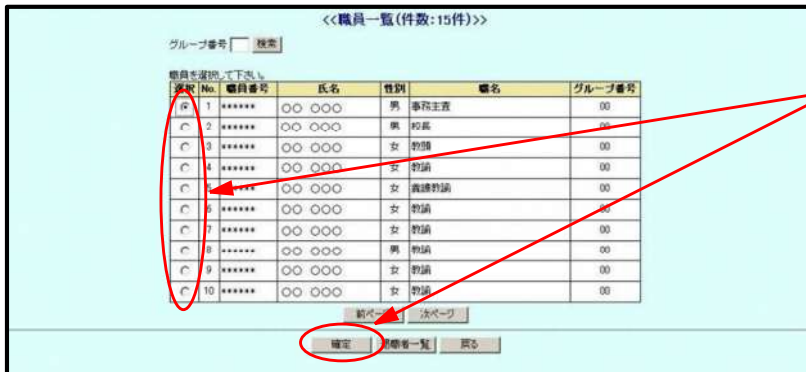 <<職員一覧(件数:15件)>>
グループ番号 検索
職員を選択して下さい。
選択 No. 職員番号 氏名 性別 職名 グループ番号
1 ****** ○○ ○○○ 男 事務主査 00
2 ****** ○○ ○○○ 男 校長 00
3 ****** ○○ ○○○ 女 教頭 00
4 ****** ○○ ○○○ 女 教諭 00
5 ****** ○○ ○○○ 女 養護教諭 00
6 ****** ○○ ○○○ 女 教諭 00
7 ****** ○○ ○○○ 女 教諭 00
8 ****** ○○ ○○○ 男 教諭 00
9 ****** ○○ ○○○ 女 教諭 00
10 ****** ○○ ○○○ 女 教諭 00
前ページ 次ページ
確定 退職者一覧 戻る